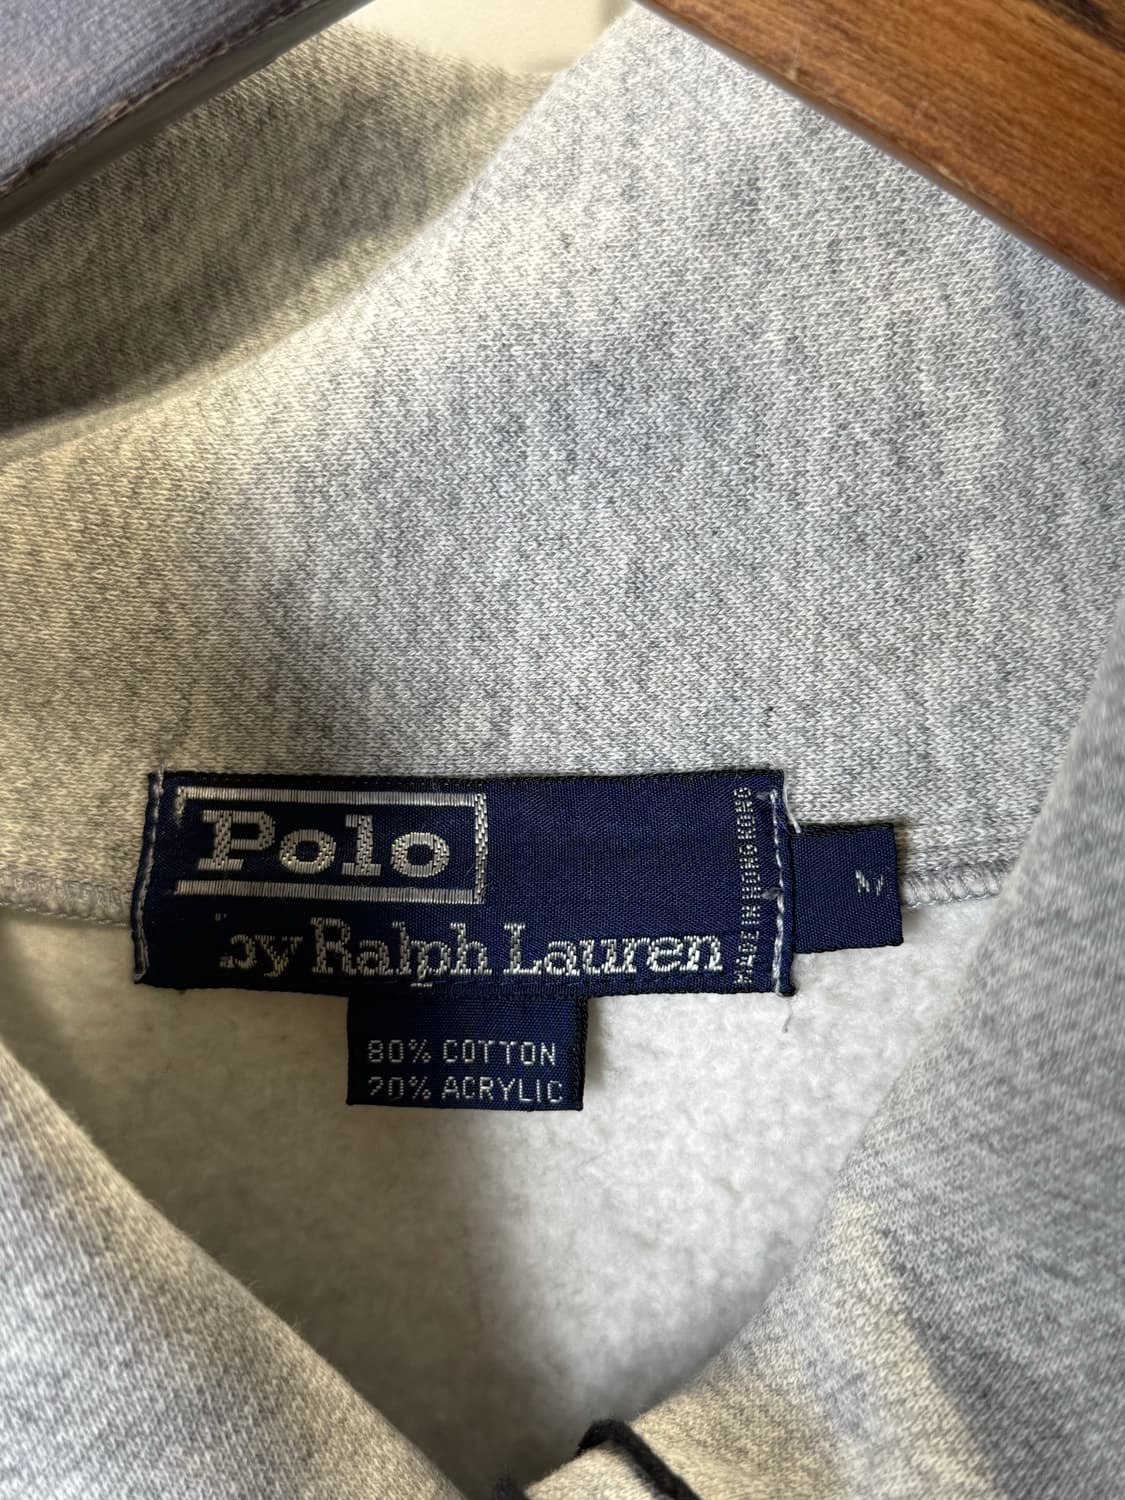 Polo
by Ralph Lauren
MADE IN HONG KONG
M
80% COTTON
20% ACRYLIC